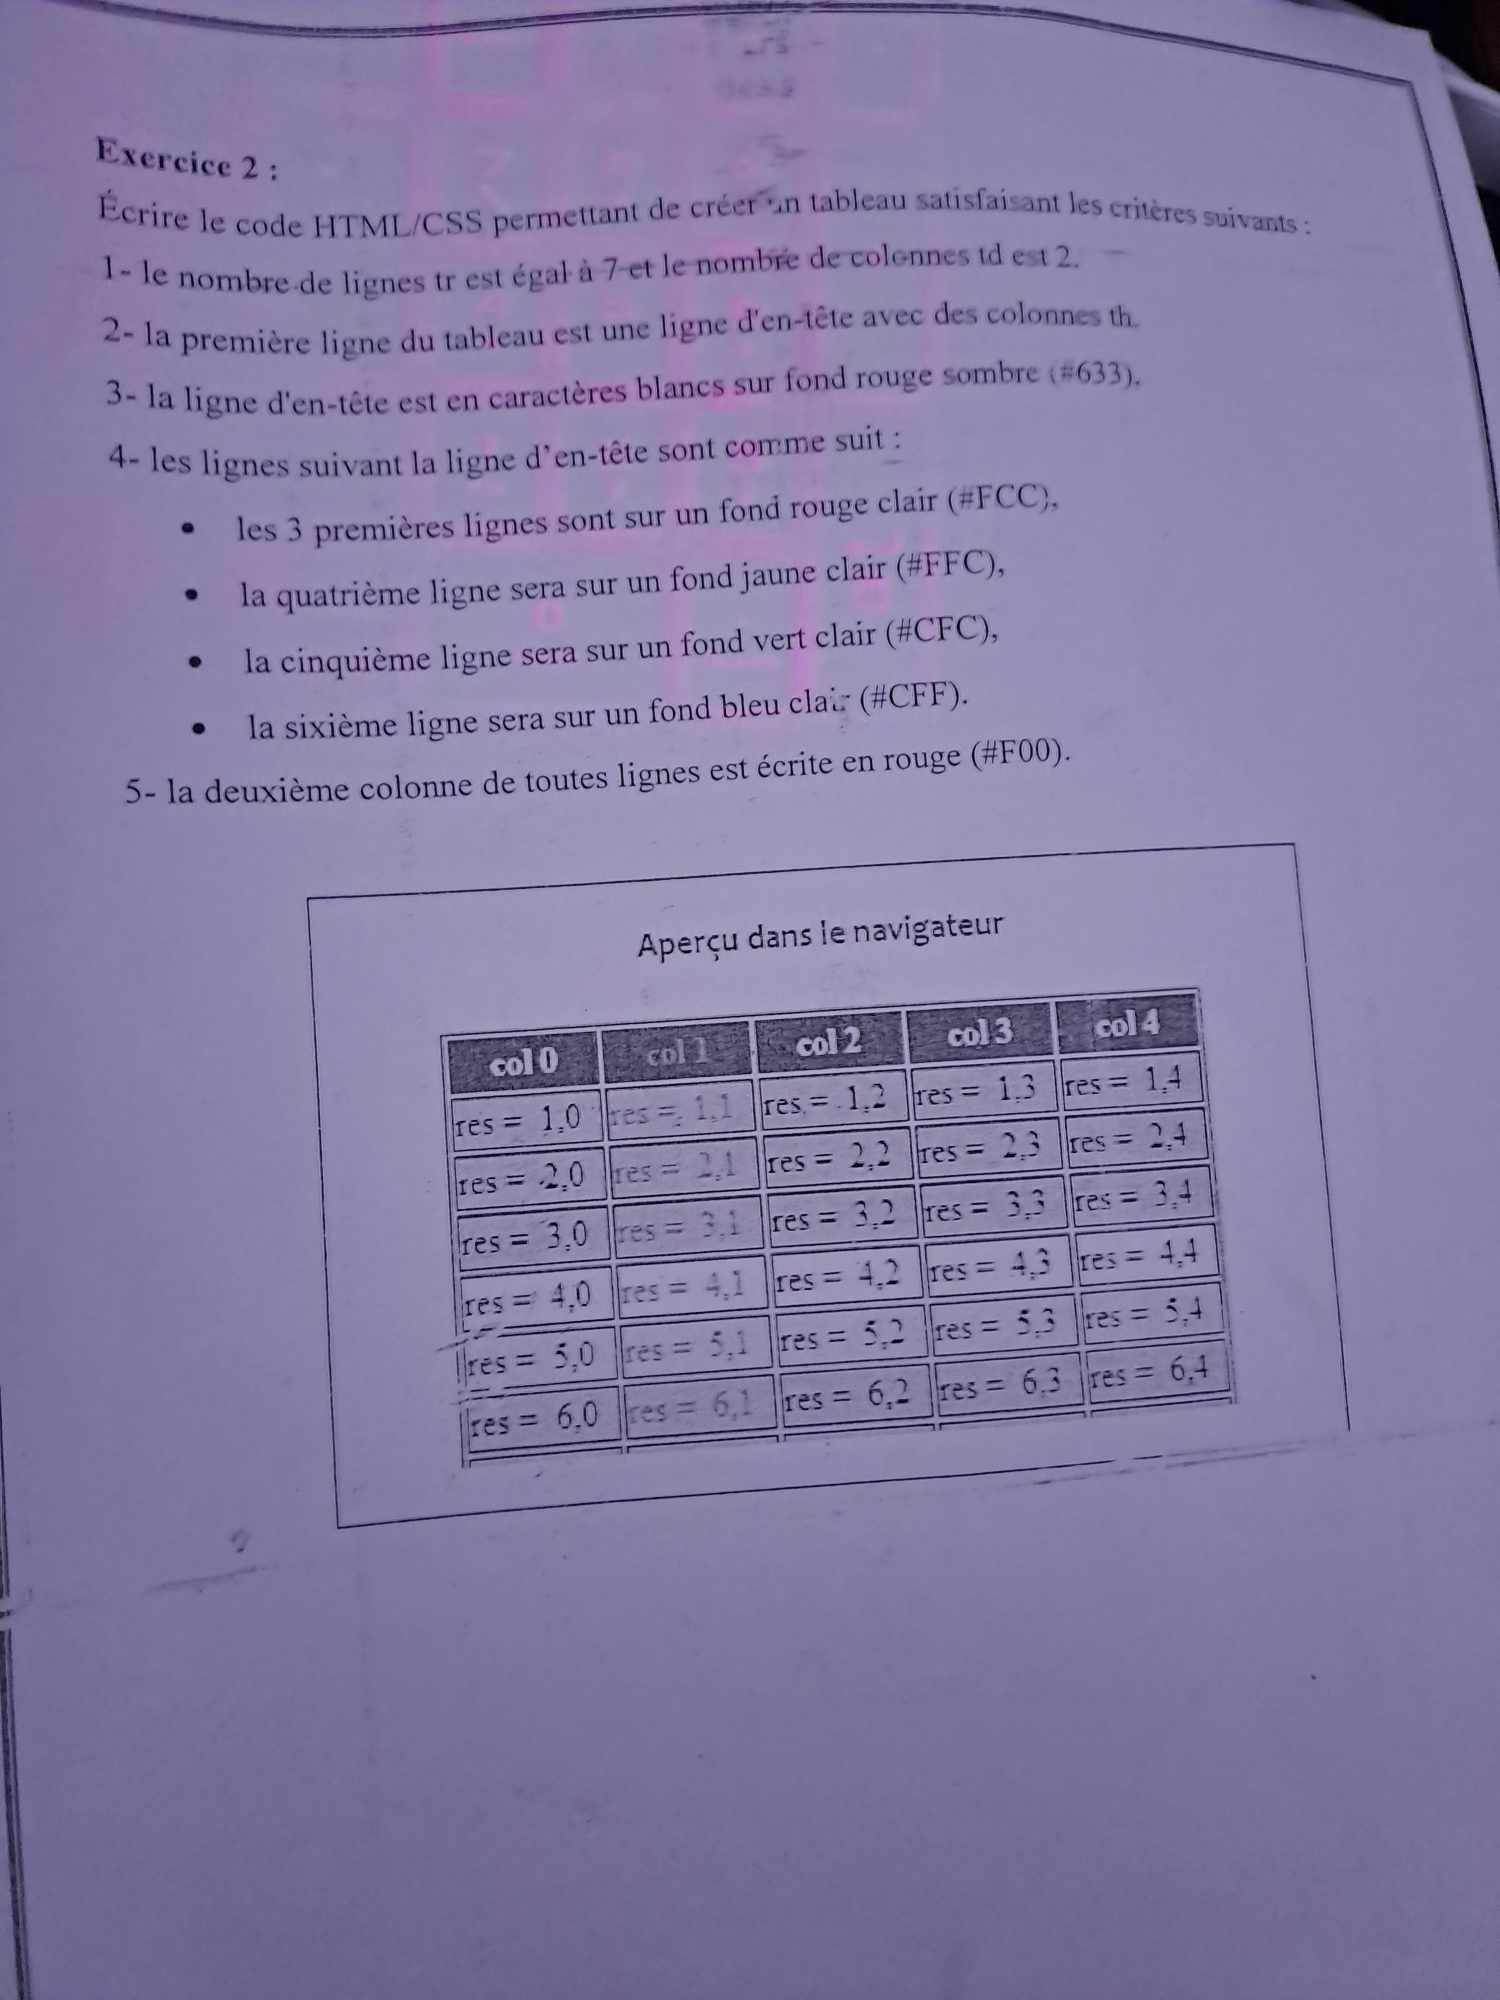 Exercice 2 :
Écrire le code HTML/CSS permettant de créer un tableau satisfaisant les critères suivants :
1- le nombre de lignes tr est égal à 7 et le nombre de colonnes td est 2.
2- la première ligne du tableau est une ligne d'en-tête avec des colonnes th.
3- la ligne d'en-tête est en caractères blancs sur fond rouge sombre (#633),
4- les lignes suivant la ligne d'en-tête sont comme suit :
• les 3 premières lignes sont sur un fond rouge clair (#FCC),
• la quatrième ligne sera sur un fond jaune clair (#FFC),
• la cinquième ligne sera sur un fond vert clair (#CFC),
• la sixième ligne sera sur un fond bleu clair (#CFF).
5- la deuxième colonne de toutes lignes est écrite en rouge (#F00).
Aperçu dans le navigateur
col 0 col 1 col 2 col 3 col 4
res = 1,0 res = 1,1 res = 1,2 res = 1,3 res = 1,4
res = 2,0 res = 2,1 res = 2,2 res = 2,3 res = 2,4
res = 3,0 res = 3,1 res = 3,2 res = 3,3 res = 3,4
res = 4,0 res = 4,1 res = 4,2 res = 4,3 res = 4,4
res = 5,0 res = 5,1 res = 5,2 res = 5,3 res = 5,4
res = 6,0 res = 6,1 res = 6,2 res = 6,3 res = 6,4